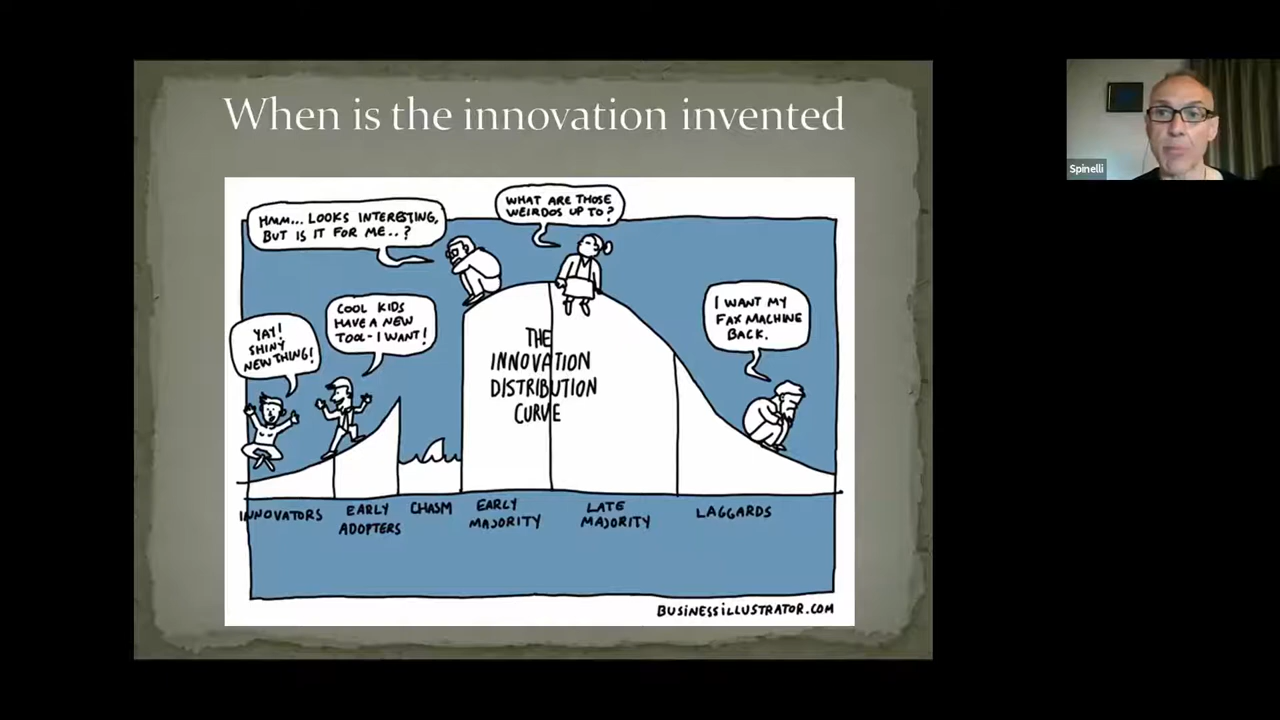 When is the innovation invented
Spinelli
HMM... LOOKS INTERESTING,
BUT IS IT FOR ME..?
WHAT ARE THOSE
WEIRDOS UP TO?
YAY!
SHINY
NEW THING!
COOL KIDS
HAVE A NEW
TOOL - I WANT!
I WANT MY
FAX MACHINE
BACK.
THE
INNOVATION
DISTRIBUTION
CURVE
INNOVATORS
EARLY
ADOPTERS
CHASM
EARLY
MAJORITY
LATE
MAJORITY
LAGGARDS
BUSINESSILLUSTRATOR.COM